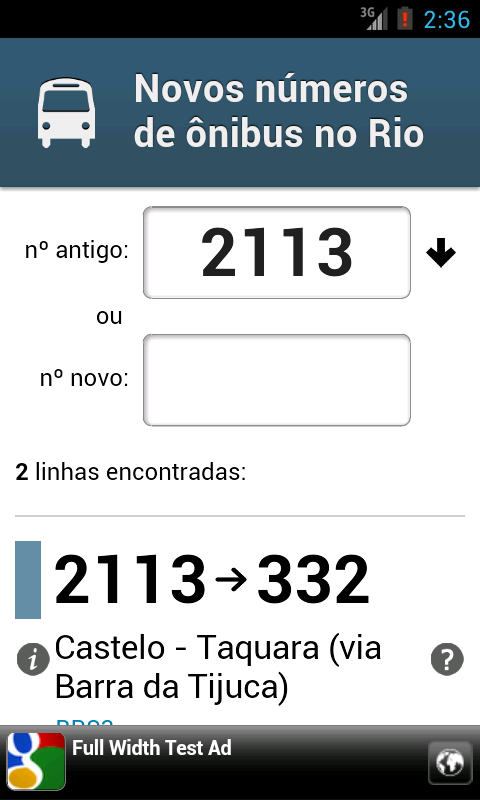 3G
2:36
Novos números
de ônibus no Rio
nº antigo:
2113
ou
nº novo:
2 linhas encontradas:
2113→332
i
Castelo - Taquara (via
Barra da Tijuca)
?
Full Width Test Ad